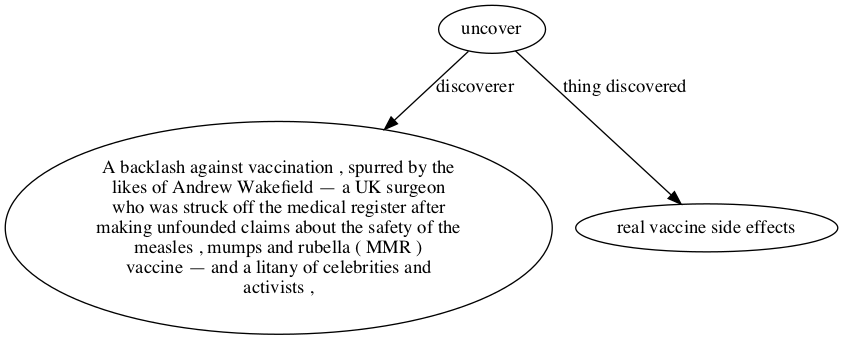 uncover
discoverer
thing discovered
A backlash against vaccination , spurred by the
likes of Andrew Wakefield — a UK surgeon
who was struck off the medical register after
making unfounded claims about the safety of the
measles , mumps and rubella ( MMR )
vaccine — and a litany of celebrities and
activists ,
real vaccine side effects